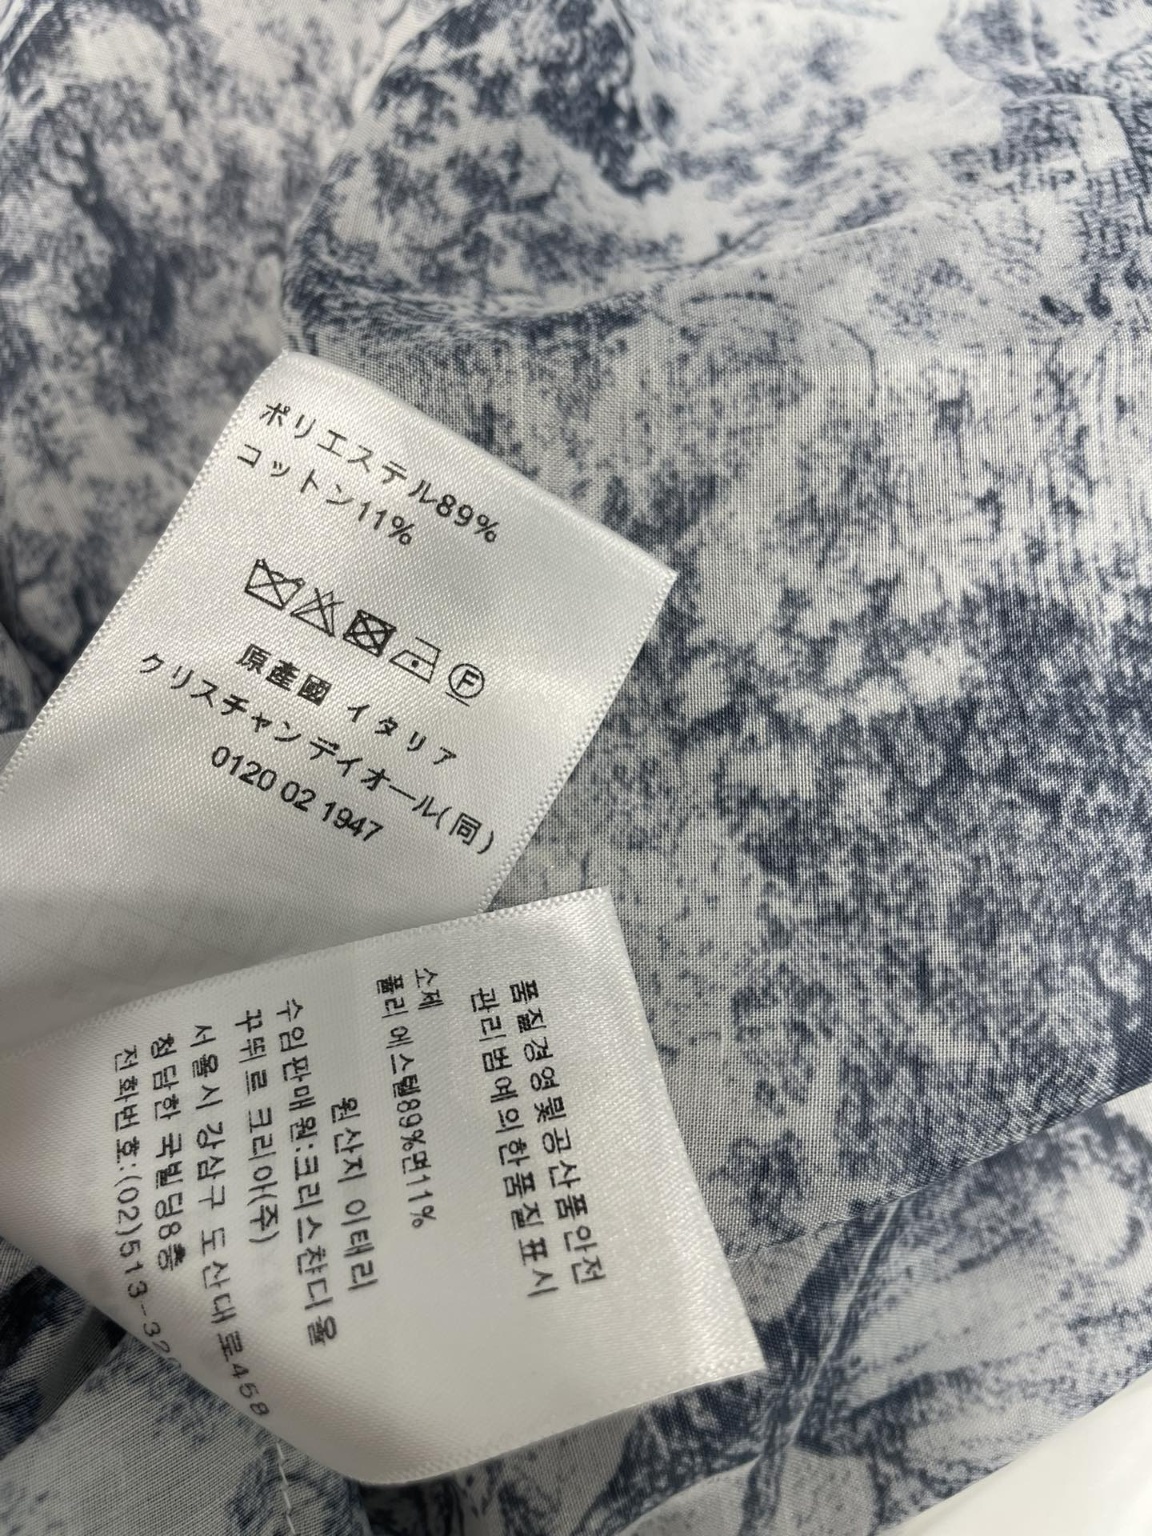 ポリエステル89%
コットン11%
F
原産國 イタリア
クリスチャン ディオール(同)
0120 02 1947
품질경영및공산품안전
관리법에의한품질표시
소제
폴리에스텔89%면11%
원산지 이태리
수입판매원:크리스챤디올
꾸뛰르 코리아(주)
서울시 강삼구 도산대로458
청담한국빌딩8층
전화번호:(02)513-32